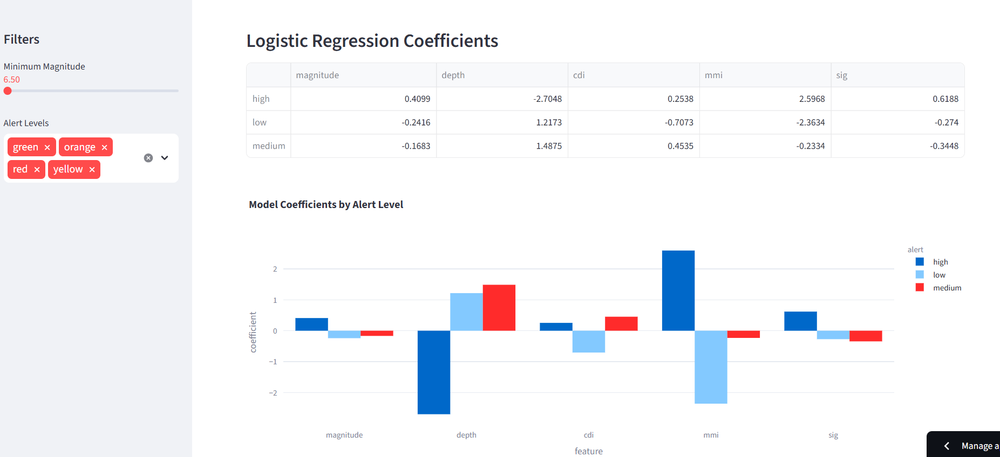 Filters
Minimum Magnitude
6.50
Alert Levels
green × orange ×
red × yellow ×
Logistic Regression Coefficients
magnitude depth cdi mmi sig
high 0.4099 -2.7048 0.2538 2.5968 0.6188
low -0.2416 1.2173 -0.7073 -2.3634 -0.274
medium -0.1683 1.4875 0.4535 -0.2334 -0.3448
Model Coefficients by Alert Level
alert
high
low
medium
2
1
0
−1
−2
coefficient
magnitude depth cdi mmi sig
feature
Manage a